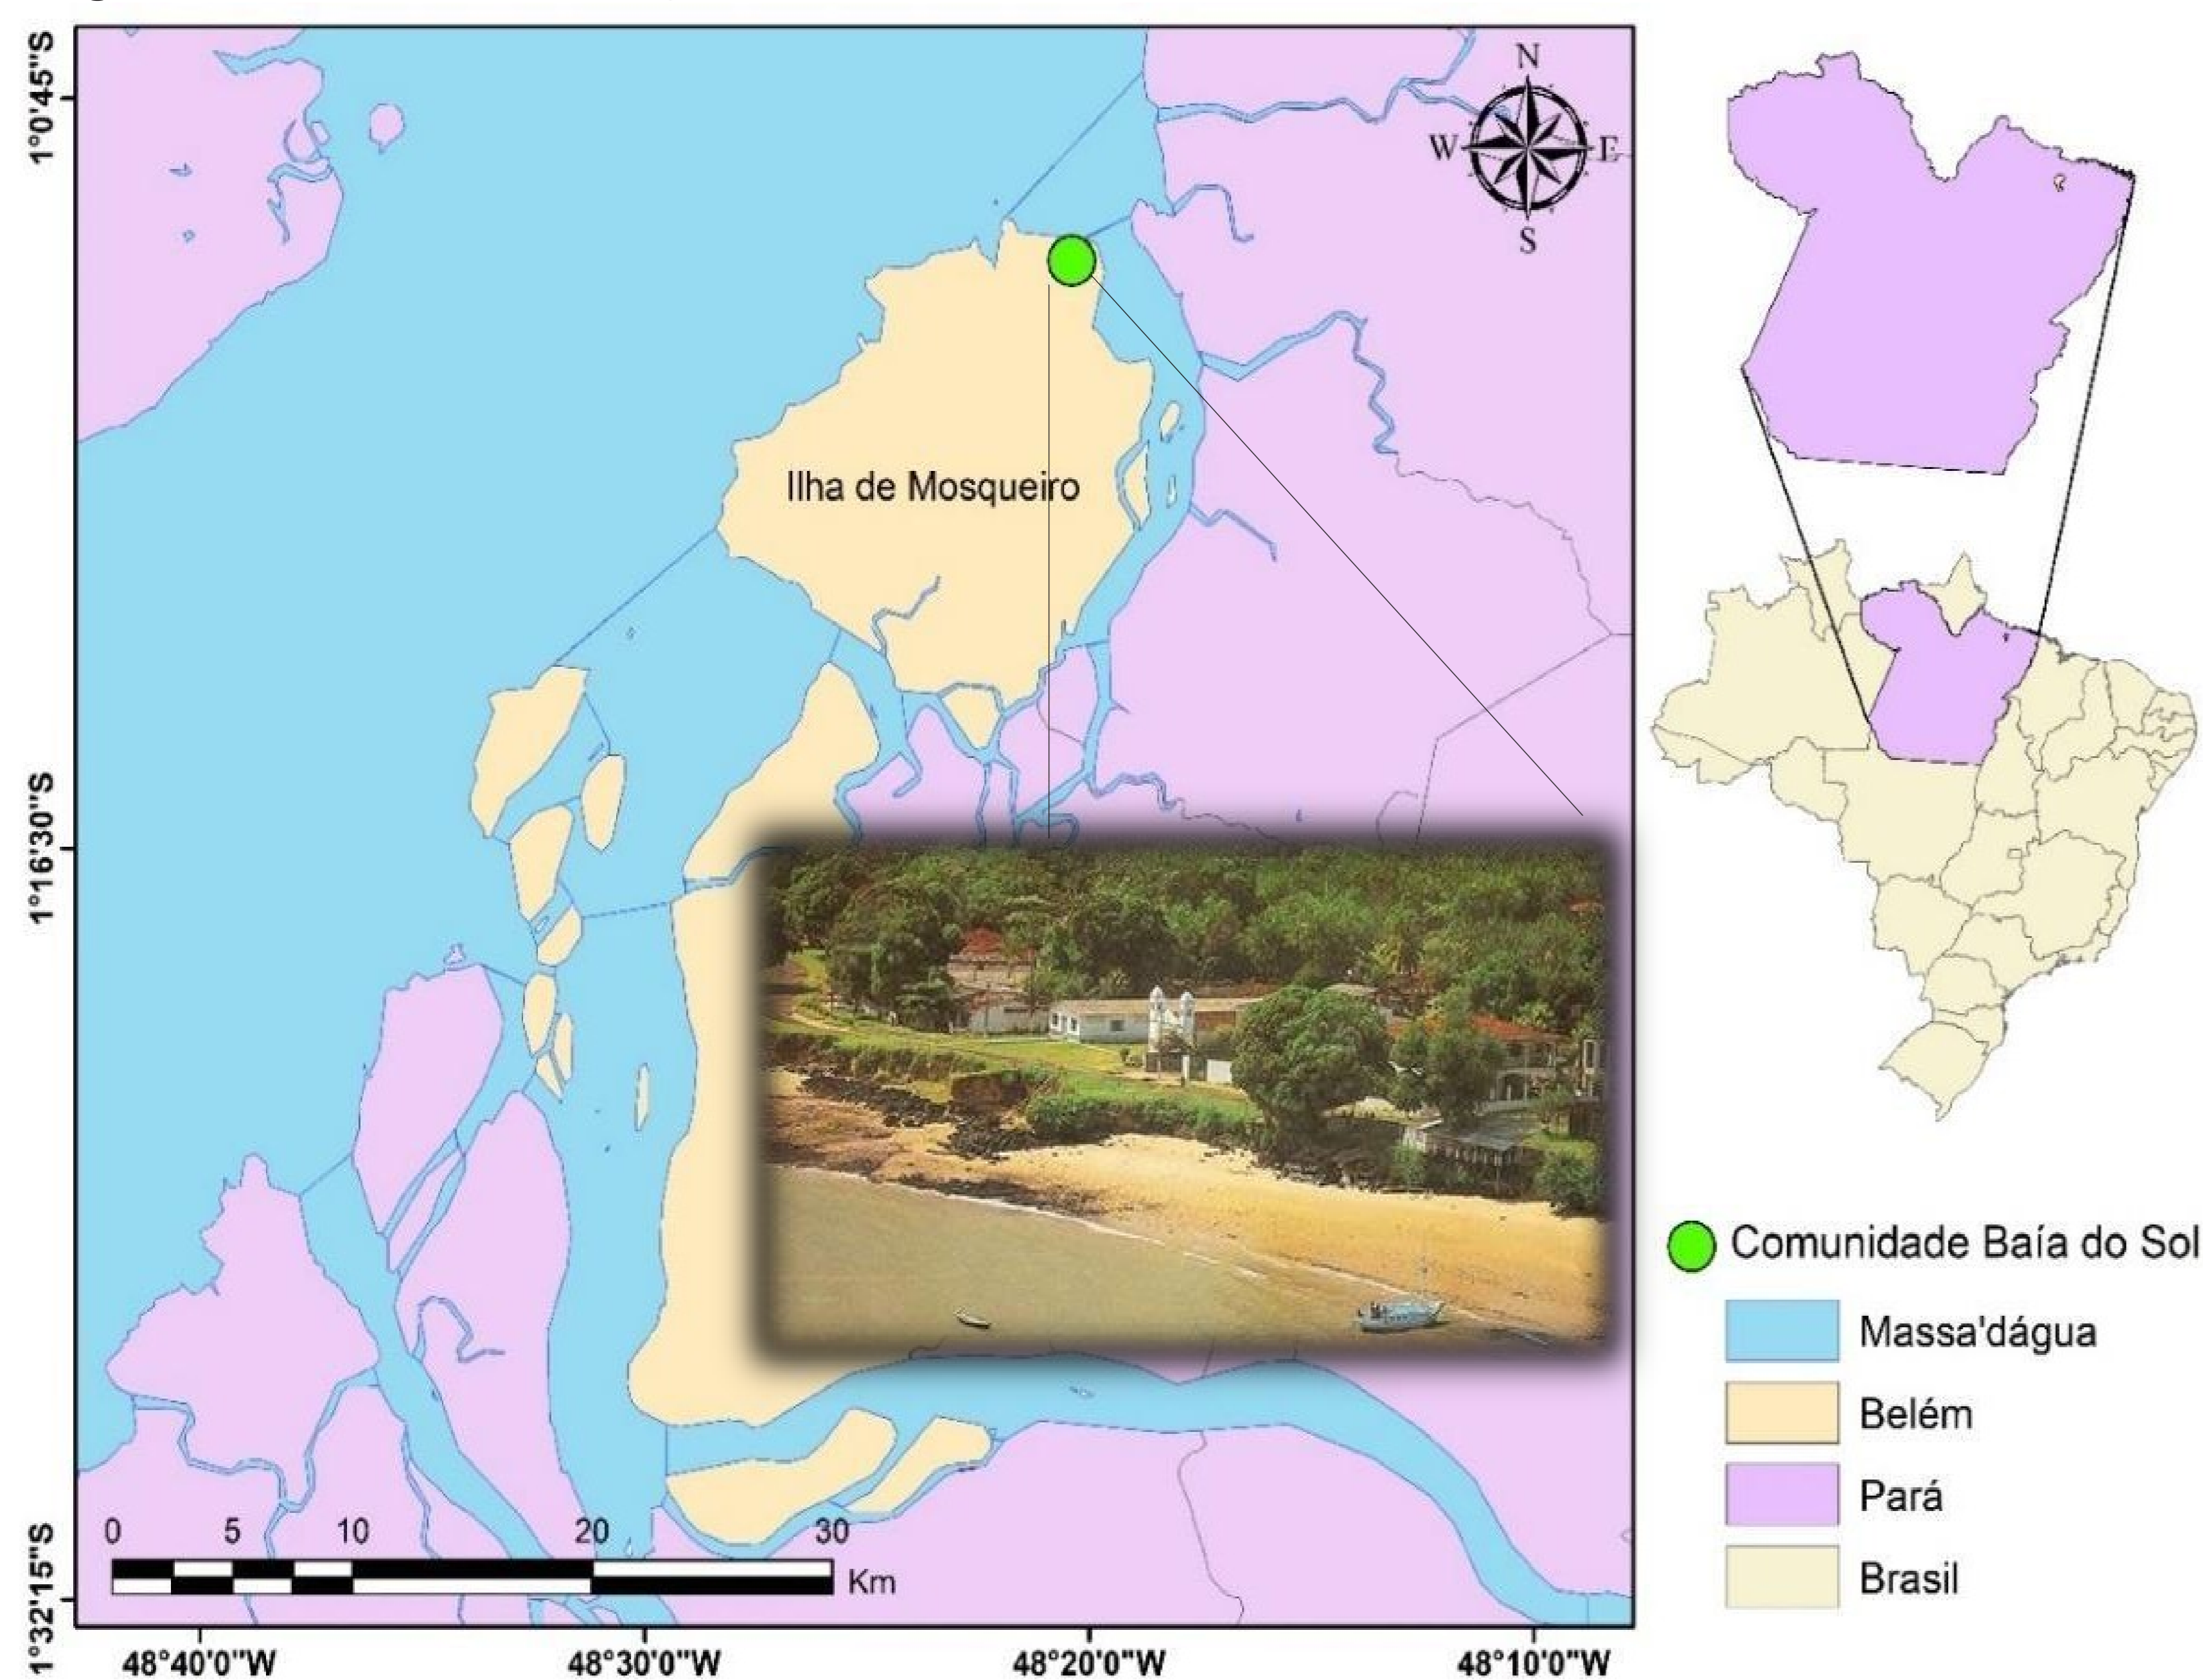 1°0'45"S
N
W
E
S
Ilha de Mosqueiro
1°16'30"S
Comunidade Baía do Sol
Massa'dágua
Belém
Pará
Brasil
0 5 10 20 30
Km
1°32'15"S
48°40'0"W 48°30'0"W 48°20'0"W 48°10'0"W